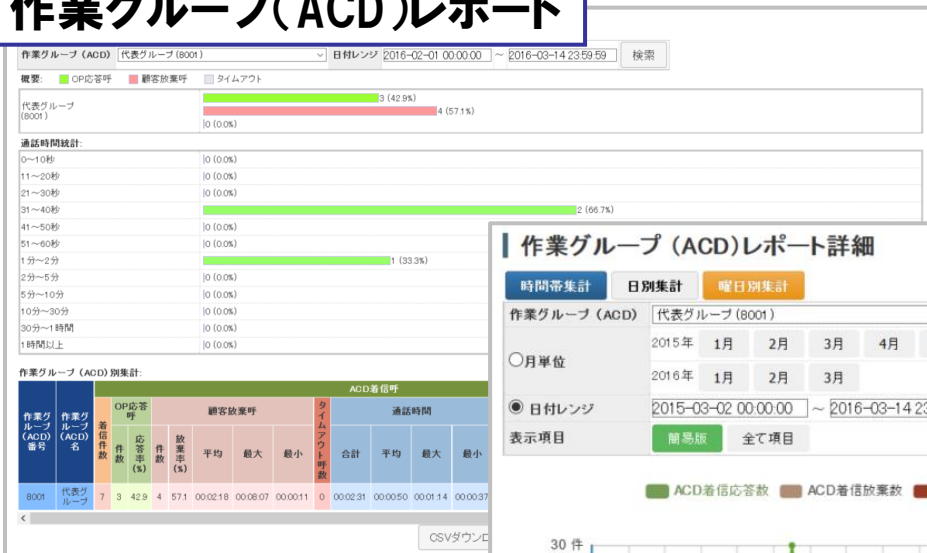 作業グループ(ACD)レポート
作業グループ (ACD) 代表グループ(8001) 日付レンジ 2016-02-01 00:00:00 ~ 2016-03-14 23:59:59 検索
概要: OP応答呼 顧客放棄呼 タイムアウト
代表グループ
(8001)
3 (42.9%)
4 (57.1%)
0 (0.0%)
通話時間統計:
0~10秒 0 (0.0%)
11~20秒 0 (0.0%)
21~30秒 0 (0.0%)
31~40秒 2 (66.7%)
41~50秒 0 (0.0%)
51~60秒 0 (0.0%)
1分~2分 1 (33.3%)
2分~5分 0 (0.0%)
5分~10分 0 (0.0%)
10分~30分 0 (0.0%)
30分~1時間 0 (0.0%)
1時間以上 0 (0.0%)
作業グループ (ACD) 別集計:
作業グループ(ACD)番号 作業グループ(ACD)名 ACD着信呼
着信件数 OP応答呼 顧客放棄呼 タイムアウト呼数 通話時間
件数 応答率(%) 件数 放棄率(%) 平均 最大 最小 合計 平均 最大 最小
8001 代表グループ 7 3 42.9 4 57.1 00:02:18 00:08:07 00:00:11 0 00:02:31 00:00:50 00:01:14 00:00:37
CSVダウンロ
作業グループ (ACD)レポート詳細
時間帯集計 日別集計 曜日別集計
作業グループ (ACD) 代表グループ(8001)
月単位
2015年 1月 2月 3月 4月
2016年 1月 2月 3月
日付レンジ 2015-03-02 00:00:00 ~ 2016-03-14 23
表示項目 簡易版 全て項目
ACD着信応答数 ACD着信放棄数
30 件